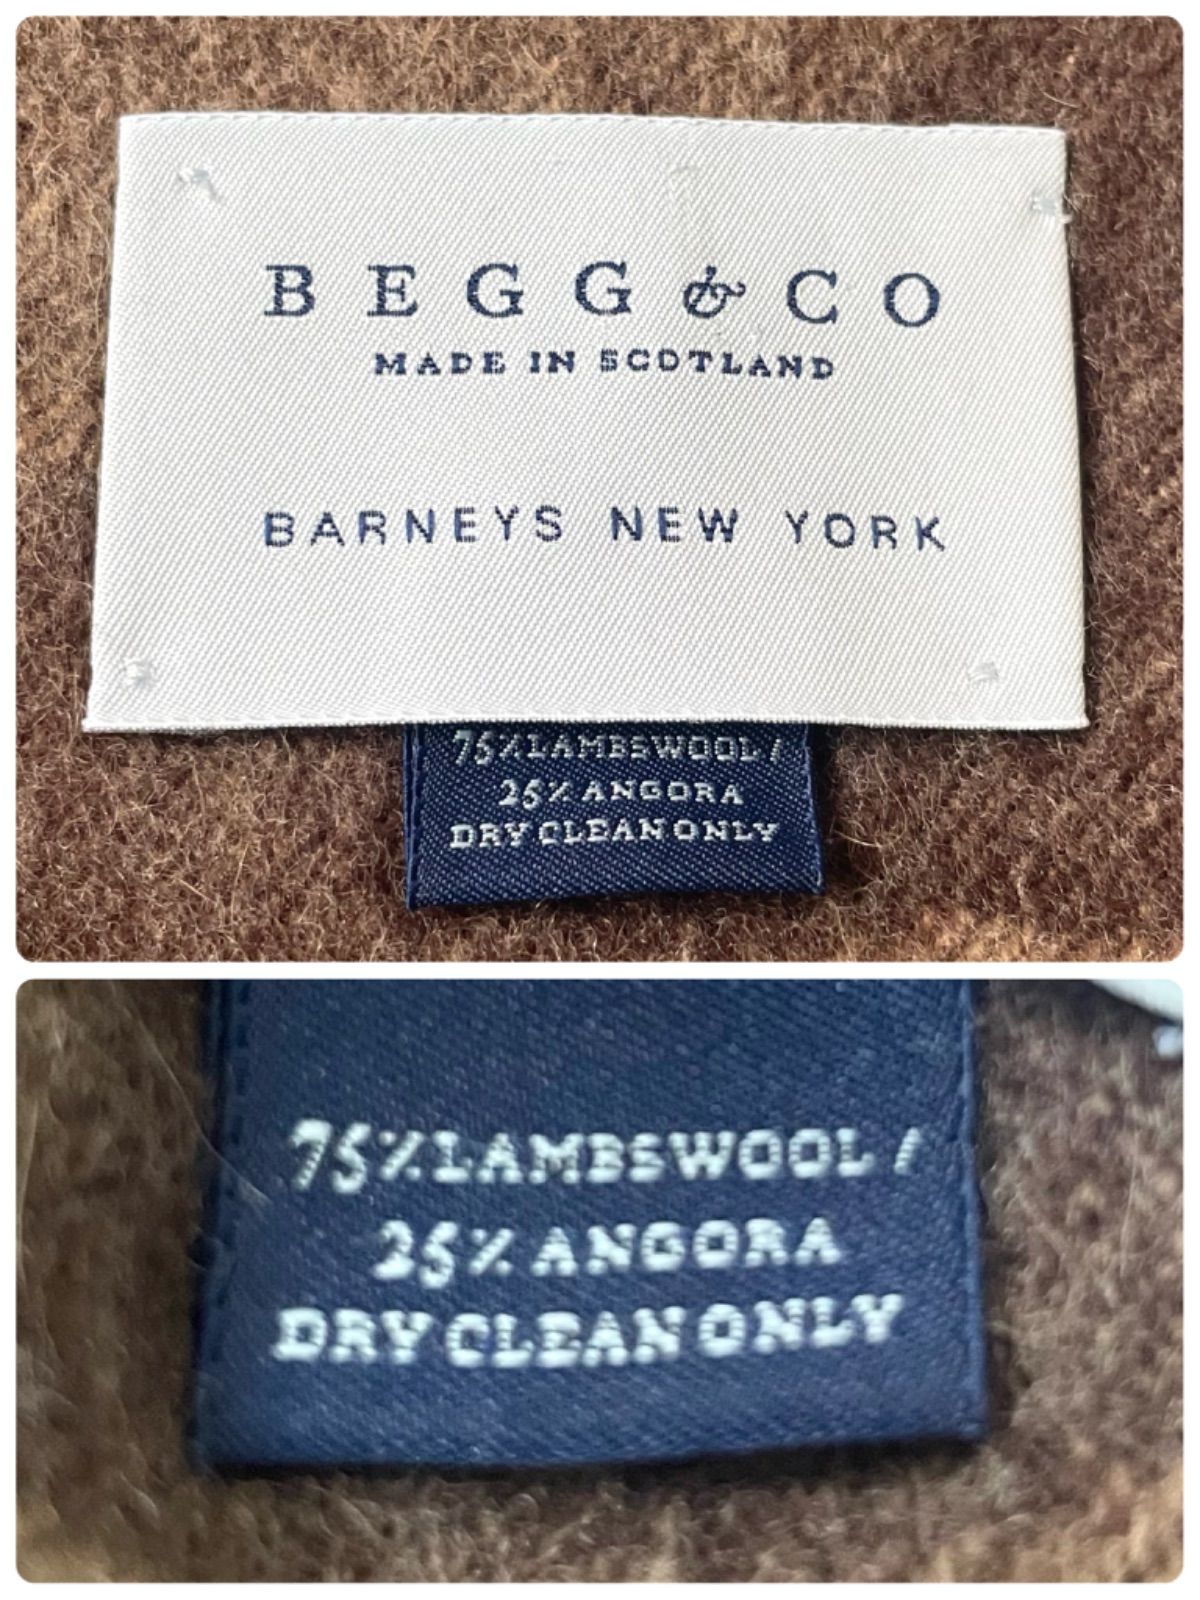 BEGG & CO
MADE IN SCOTLAND
BARNEYS NEW YORK
75% LAMBSWOOL /
25% ANGORA
DRY CLEAN ONLY
75% LAMBSWOOL /
25% ANGORA
DRY CLEAN ONLY